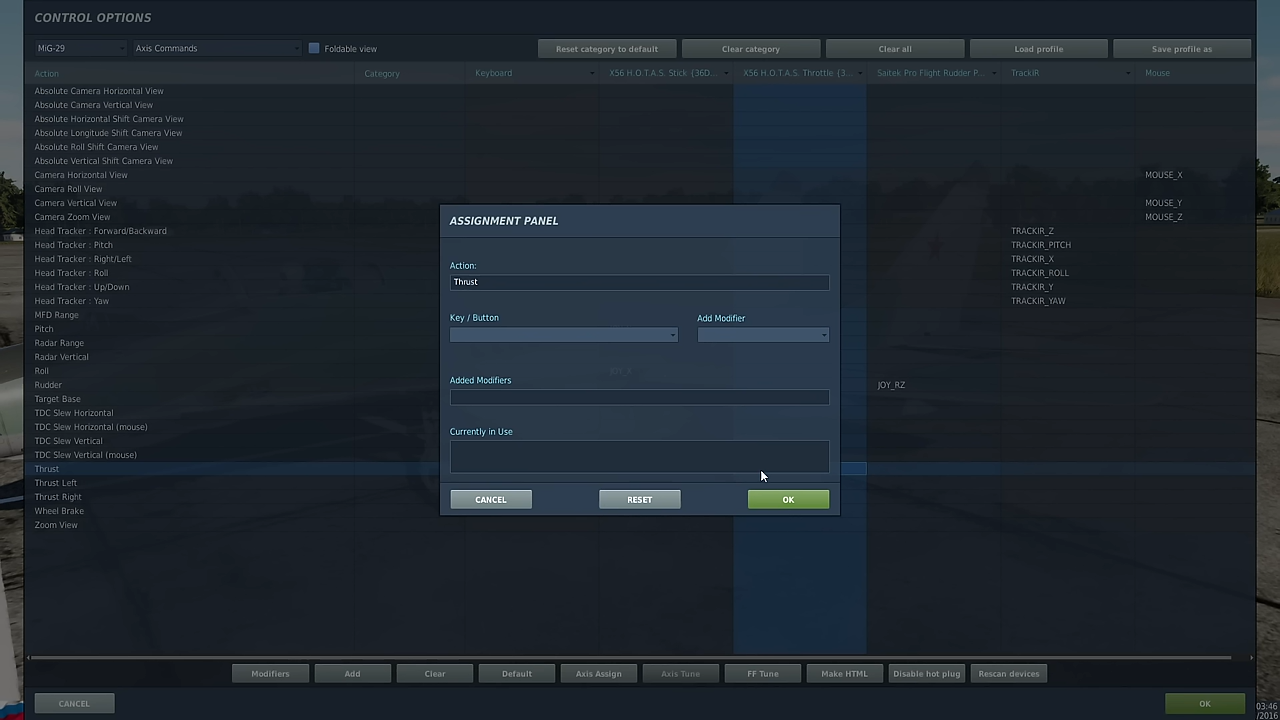 CONTROL OPTIONS
MiG-29 Axis Commands Foldable view Reset category to default Clear category Clear all Load profile Save profile as
Action Category Keyboard X56 H.O.T.A.S. Stick {36D... X56 H.O.T.A.S. Throttle {3... Saitek Pro Flight Rudder P... TrackIR Mouse
Absolute Camera Horizontal View
Absolute Camera Vertical View
Absolute Horizontal Shift Camera View
Absolute Longitude Shift Camera View
Absolute Roll Shift Camera View
Absolute Vertical Shift Camera View
Camera Horizontal View MOUSE_X
Camera Roll View
Camera Vertical View MOUSE_Y
Camera Zoom View MOUSE_Z
Head Tracker : Forward/Backward TRACKIR_Z
Head Tracker : Pitch TRACKIR_PITCH
Head Tracker : Right/Left TRACKIR_X
Head Tracker : Roll TRACKIR_ROLL
Head Tracker : Up/Down TRACKIR_Y
Head Tracker : Yaw TRACKIR_YAW
MFD Range
Pitch
Radar Range
Radar Vertical
Roll JOY_X
Rudder JOY_RZ
Target Base
TDC Slew Horizontal
TDC Slew Horizontal (mouse)
TDC Slew Vertical
TDC Slew Vertical (mouse)
Thrust
Thrust Left
Thrust Right
Wheel Brake
Zoom View
ASSIGNMENT PANEL
Action:
Thrust
Key / Button Add Modifier
Added Modifiers
Currently in Use
CANCEL RESET OK
Modifiers Add Clear Default Axis Assign Axis Tune FF Tune Make HTML Disable hot plug Rescan devices
CANCEL OK
03:46
/2016